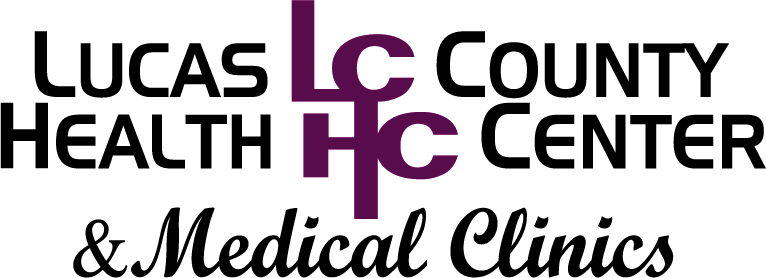 LUCAS LC COUNTY
HEALTH HC CENTER
& Medical Clinics